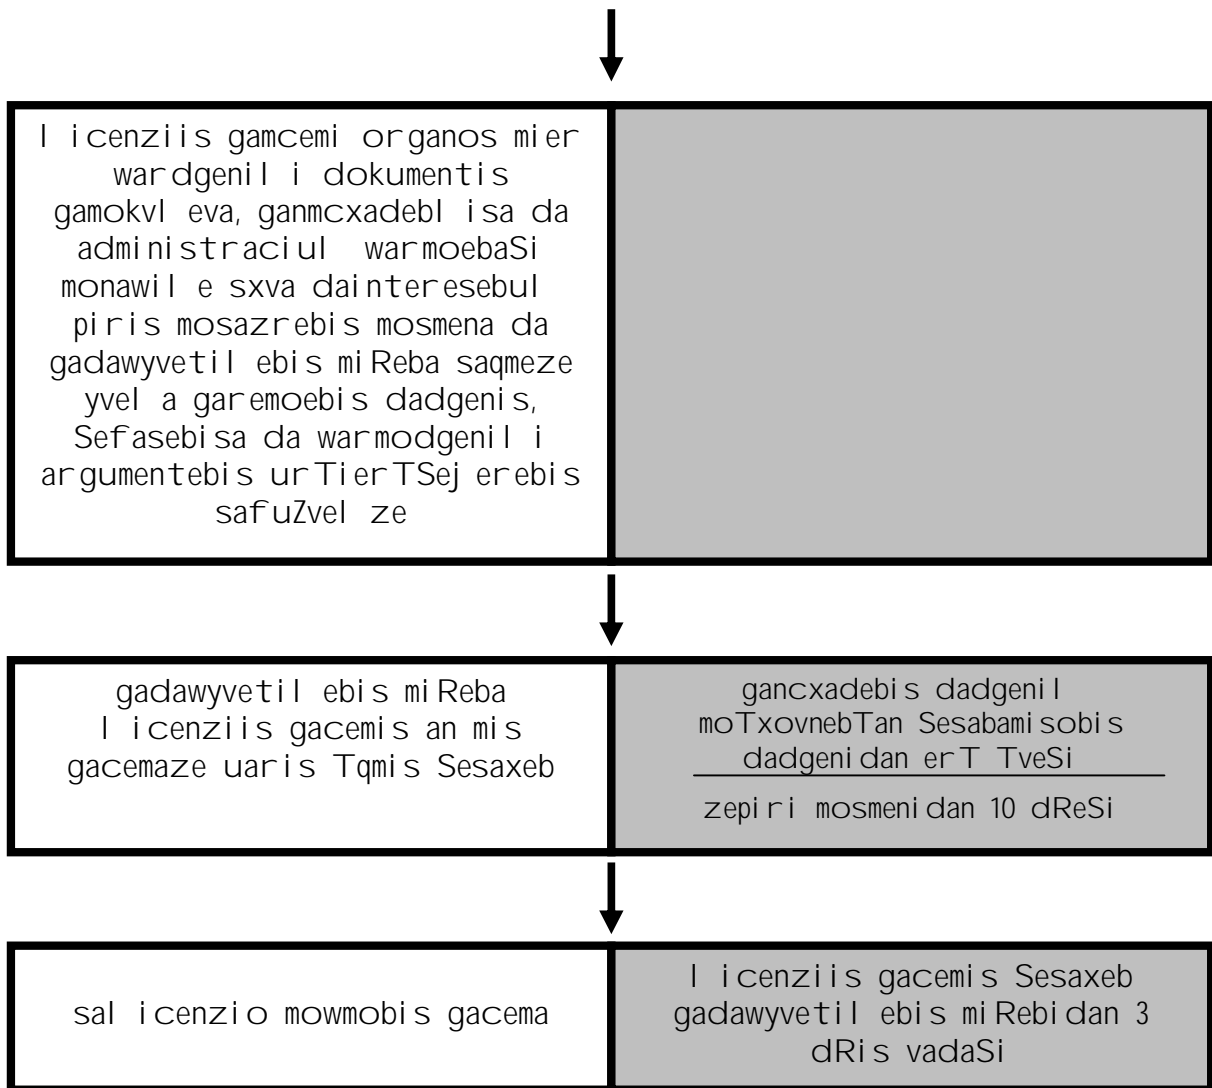 licenziis gamcemi organos mier
wardgenili dokumentis
gamokvleva, ganmcxadeblisa da
administraciul warmoebaSi
monawile sxva dainteresebul
piris mosazrebis mosmena da
gadawyvetilebis miReba saqmeze
yvela garemoebis dadgenis,
Sefasebisa da warmodgenili
argumentebis urTierTSejerebis
safuZvelze
gadawyvetilebis miReba
licenziis gacemis an mis
gacemaze uaris Tqmis Sesaxeb
gancxadebis dadgenil
moTxovnebTan Sesabamisobis
dadgenidan erT TveSi
zepiri mosmenidan 10 dReSi
salicenzio mowmobis gacema
licenziis gacemis Sesaxeb
gadawyvetilebis miRebidan 3
dRis vadaSi